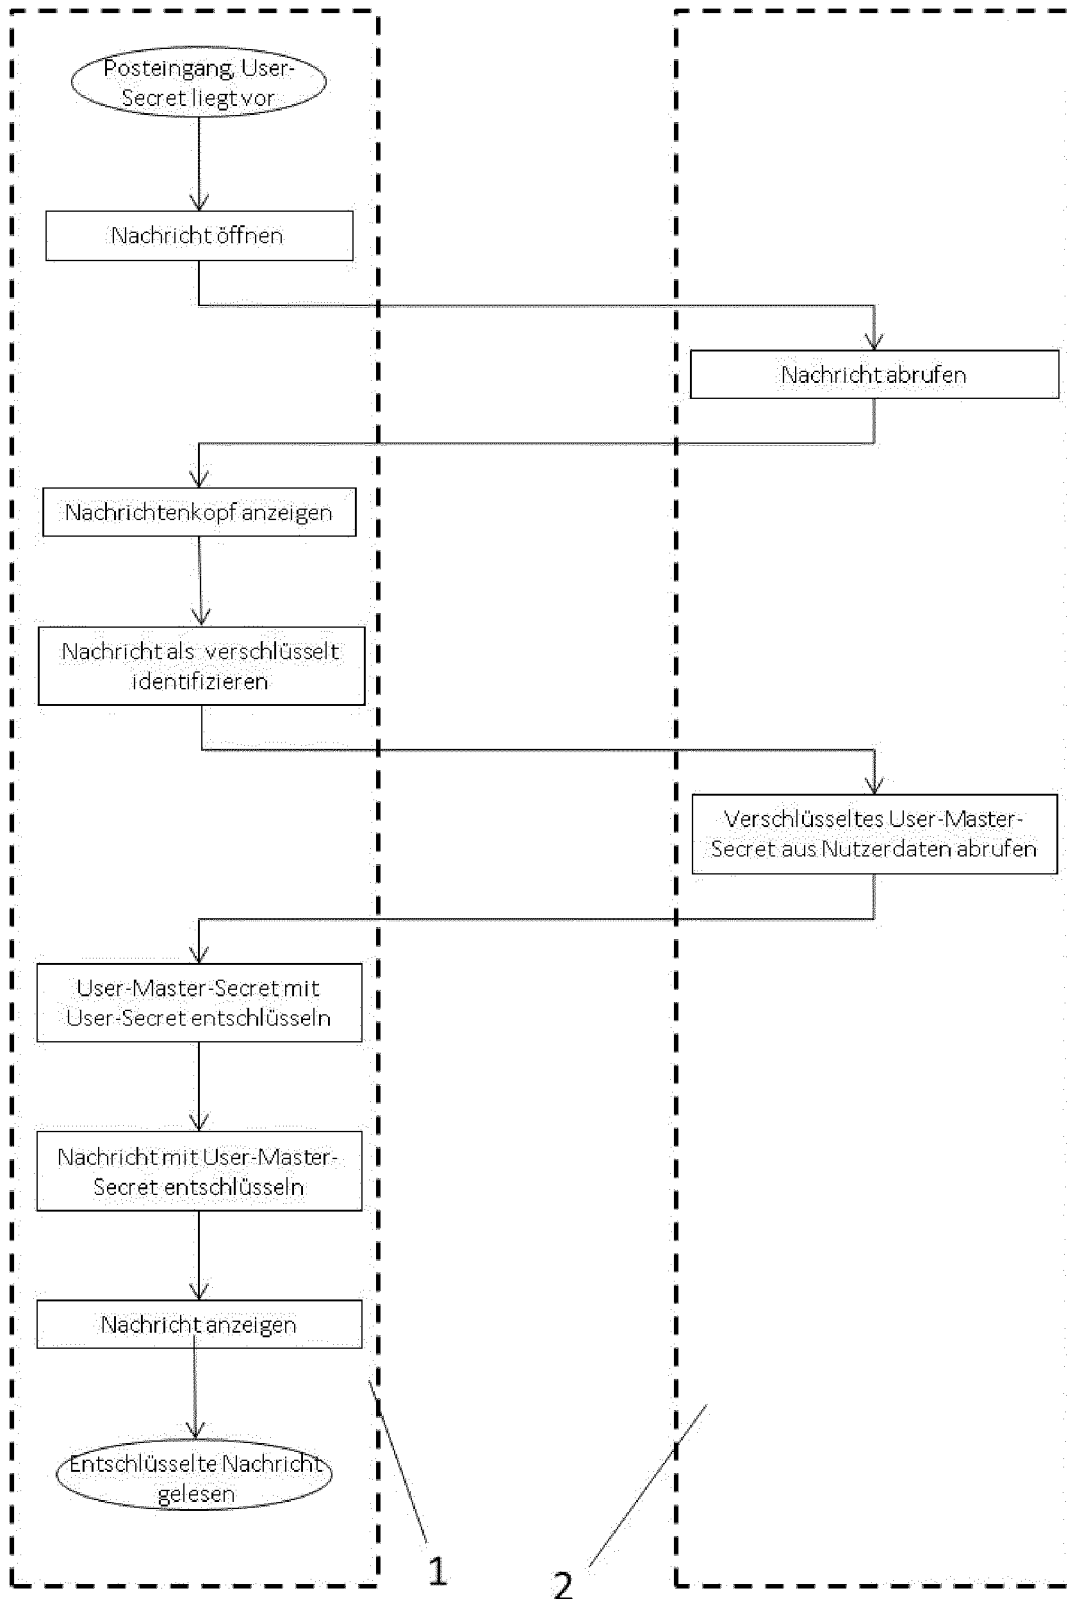 Posteingang, User-
Secret liegt vor
Nachricht öffnen
Nachricht abrufen
Nachrichtenkopf anzeigen
Nachricht als verschlüsselt
identifizieren
Verschlüsseltes User-Master-
Secret aus Nutzerdaten abrufen
User-Master-Secret mit
User-Secret entschlüsseln
Nachricht mit User-Master-
Secret entschlüsseln
Nachricht anzeigen
Entschlüsselte Nachricht
gelesen
1
2